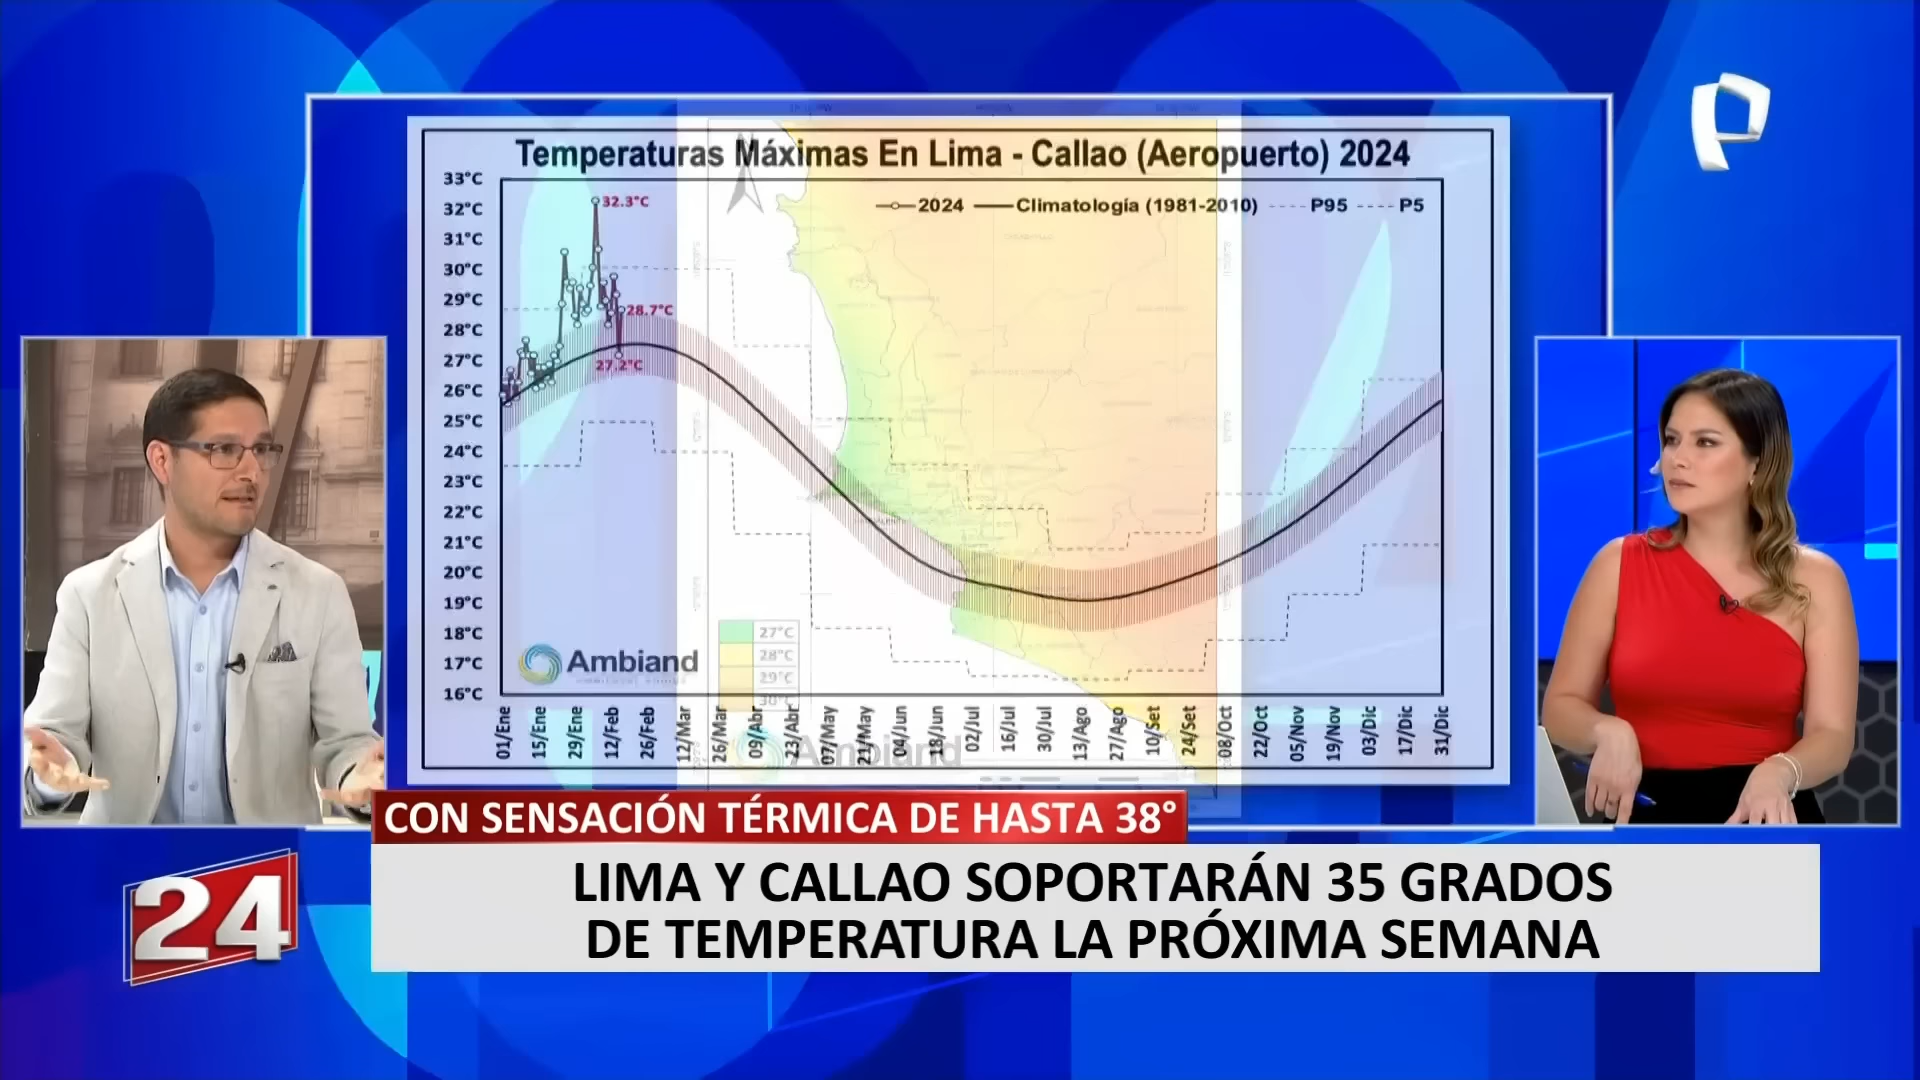 Temperaturas Máximas En Lima - Callao (Aeropuerto) 2024
2024 Climatología (1981-2010) P95 P5
33°C
32°C
31°C
30°C
29°C
28°C
27°C
26°C
25°C
24°C
23°C
22°C
21°C
20°C
19°C
18°C
17°C
16°C
32.3°C
28.7°C
27.2°C
27°C
28°C
29°C
30°C
Ambiand
01/Ene
15/Ene
29/Ene
12/Feb
26/Feb
12/Mar
26/Mar
09/Abr
23/Abr
07/May
21/May
04/Jun
18/Jun
02/Jul
16/Jul
30/Jul
13/Ago
27/Ago
10/Set
24/Set
08/Oct
22/Oct
05/Nov
19/Nov
03/Dic
17/Dic
31/Dic
Ambiand
CON SENSACIÓN TÉRMICA DE HASTA 38°
24
LIMA Y CALLAO SOPORTARÁN 35 GRADOS
DE TEMPERATURA LA PRÓXIMA SEMANA